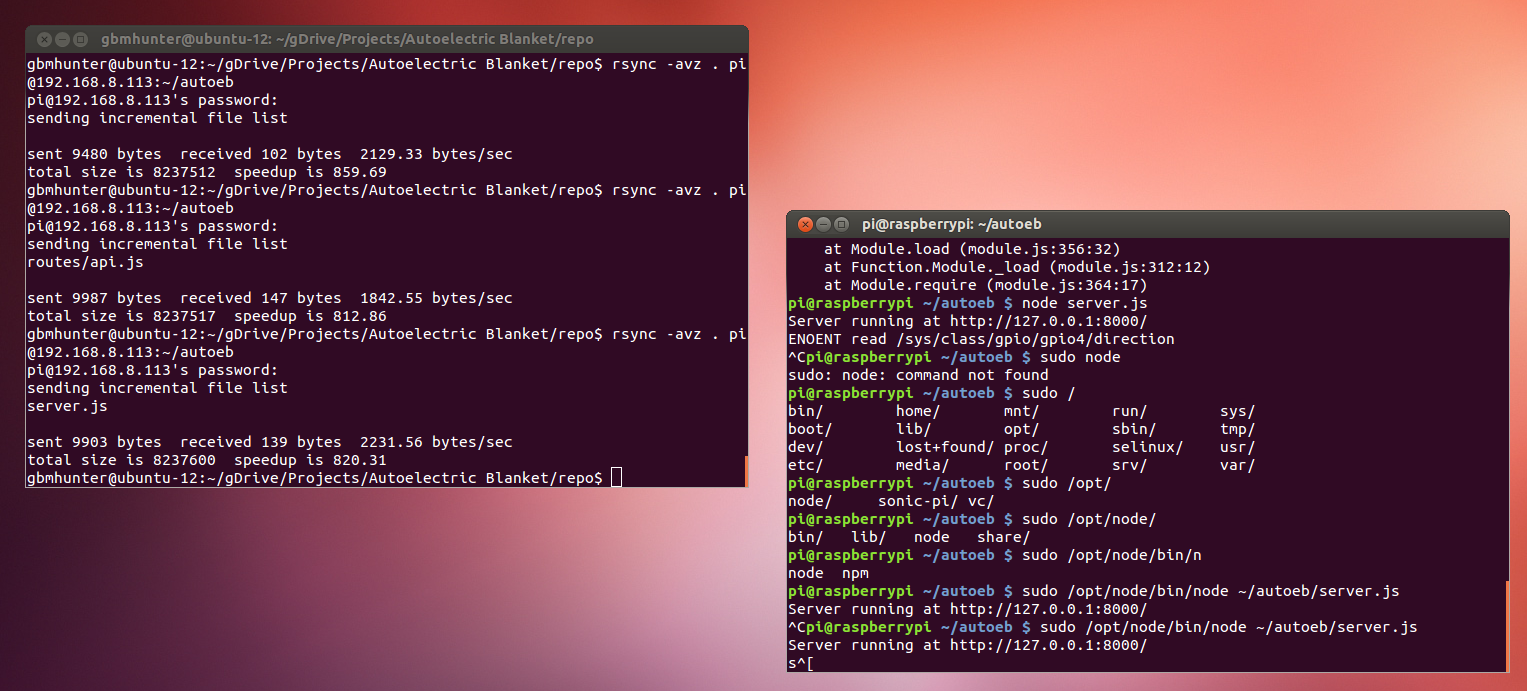 gbmhunter@ubuntu-12: ~/gDrive/Projects/Autoelectric Blanket/repo
gbmhunter@ubuntu-12:~/gDrive/Projects/Autoelectric Blanket/repo$ rsync -avz . pi
@192.168.8.113:~/autoeb
pi@192.168.8.113's password:
sending incremental file list
sent 9480 bytes  received 102 bytes  2129.33 bytes/sec
total size is 8237512  speedup is 859.69
gbmhunter@ubuntu-12:~/gDrive/Projects/Autoelectric Blanket/repo$ rsync -avz . pi
@192.168.8.113:~/autoeb
pi@192.168.8.113's password:
sending incremental file list
routes/api.js
sent 9987 bytes  received 147 bytes  1842.55 bytes/sec
total size is 8237517  speedup is 812.86
gbmhunter@ubuntu-12:~/gDrive/Projects/Autoelectric Blanket/repo$ rsync -avz . pi
@192.168.8.113:~/autoeb
pi@192.168.8.113's password:
sending incremental file list
server.js
sent 9903 bytes  received 139 bytes  2231.56 bytes/sec
total size is 8237600  speedup is 820.31
gbmhunter@ubuntu-12:~/gDrive/Projects/Autoelectric Blanket/repo$
pi@raspberrypi: ~/autoeb
at Module.load (module.js:356:32)
at Function.Module._load (module.js:312:12)
at Module.require (module.js:364:17)
pi@raspberrypi ~/autoeb $ node server.js
Server running at http://127.0.0.1:8000/
ENOENT read /sys/class/gpio/gpio4/direction
^Cpi@raspberrypi ~/autoeb $ sudo node
sudo: node: command not found
pi@raspberrypi ~/autoeb $ sudo /
bin/        home/       mnt/        run/        sys/
boot/       lib/        opt/        sbin/       tmp/
dev/        lost+found/ proc/       selinux/    usr/
etc/        media/      root/       srv/        var/
pi@raspberrypi ~/autoeb $ sudo /opt/
node/     sonic-pi/ vc/
pi@raspberrypi ~/autoeb $ sudo /opt/node/
bin/   lib/   node   share/
pi@raspberrypi ~/autoeb $ sudo /opt/node/bin/n
node  npm
pi@raspberrypi ~/autoeb $ sudo /opt/node/bin/node ~/autoeb/server.js
Server running at http://127.0.0.1:8000/
^Cpi@raspberrypi ~/autoeb $ sudo /opt/node/bin/node ~/autoeb/server.js
Server running at http://127.0.0.1:8000/
s^[